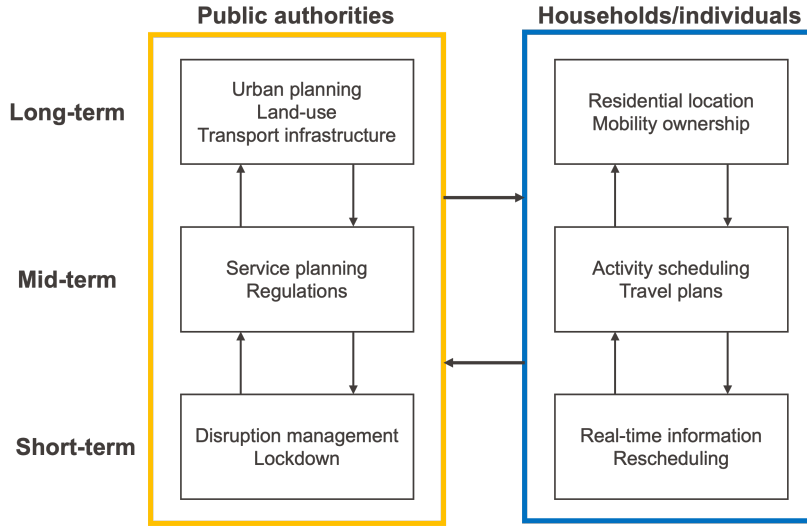 Public authorities
Households/individuals
Long-term
Urban planning
Land-use
Transport infrastructure
Residential location
Mobility ownership
Mid-term
Service planning
Regulations
Activity scheduling
Travel plans
Short-term
Disruption management
Lockdown
Real-time information
Rescheduling